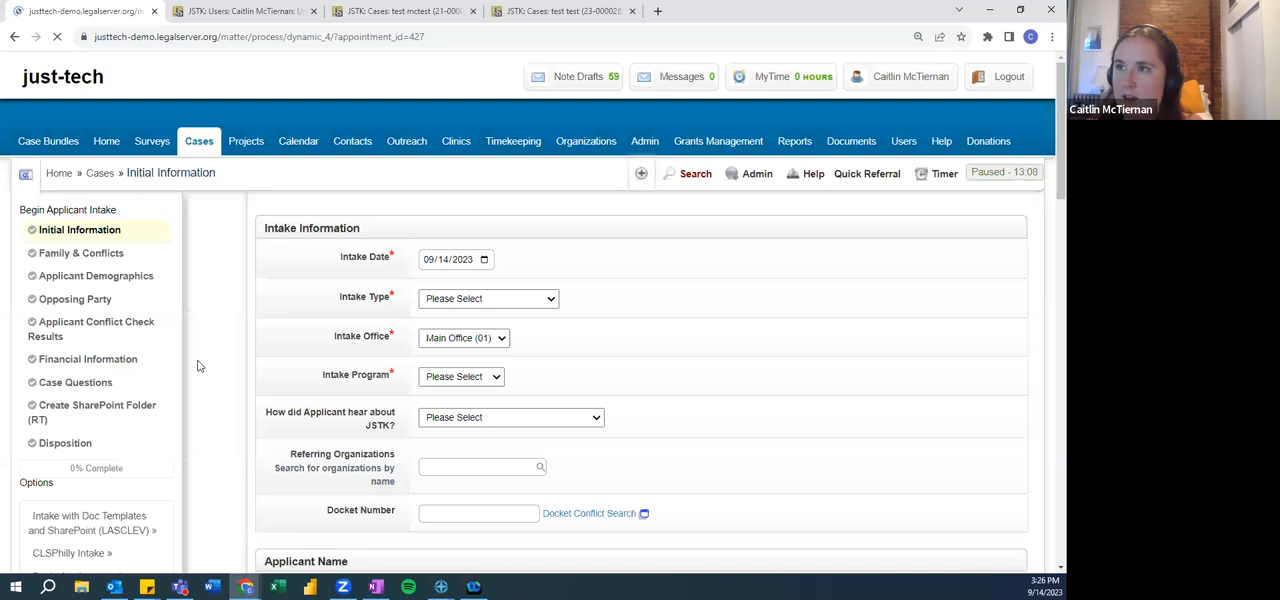 justtech-demo.legalserver.org/m
JSTK: Users: Caitlin McTiernan: U
JSTK: Cases: test mctest (21-000
JSTK: Cases: test test (23-000028
justtech-demo.legalserver.org/matter/process/dynamic_4/?appointment_id=427
just-tech
Note Drafts 59
Messages 0
MyTime 0 HOURS
Caitlin McTiernan
Logout
Case Bundles Home Surveys Cases Projects Calendar Contacts Outreach Clinics Timekeeping Organizations Admin Grants Management Reports Documents Users Help Donations
Home » Cases » Initial Information
Search
Admin
Help
Quick Referral
Timer
Paused - 13:08
Begin Applicant Intake
Initial Information
Family & Conflicts
Applicant Demographics
Opposing Party
Applicant Conflict Check
Results
Financial Information
Case Questions
Create SharePoint Folder
(RT)
Disposition
0% Complete
Options
Intake with Doc Templates
and SharePoint (LASCLEV) »
CLSPhilly Intake »
Intake Information
Intake Date* 09/14/2023
Intake Type* Please Select
Intake Office* Main Office (01)
Intake Program* Please Select
How did Applicant hear about
JSTK?
Please Select
Referring Organizations
Search for organizations by
name
Docket Number
Docket Conflict Search
Applicant Name
Caitlin McTiernan
3:26 PM
9/14/2023